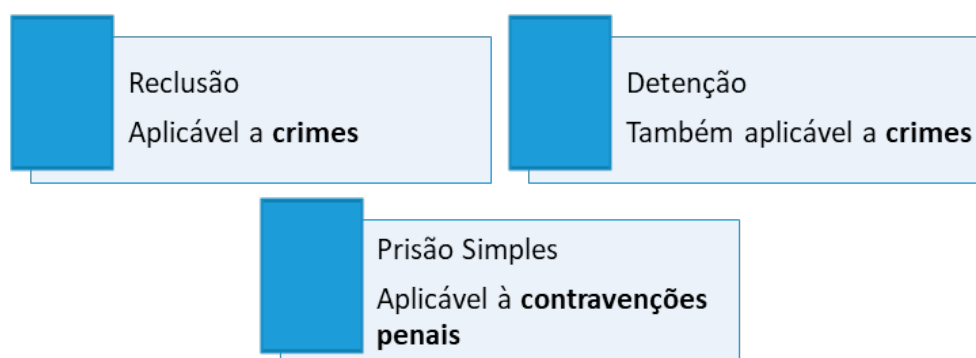 Reclusão
Aplicável a crimes
Detenção
Também aplicável a crimes
Prisão Simples
Aplicável à contravenções
penais